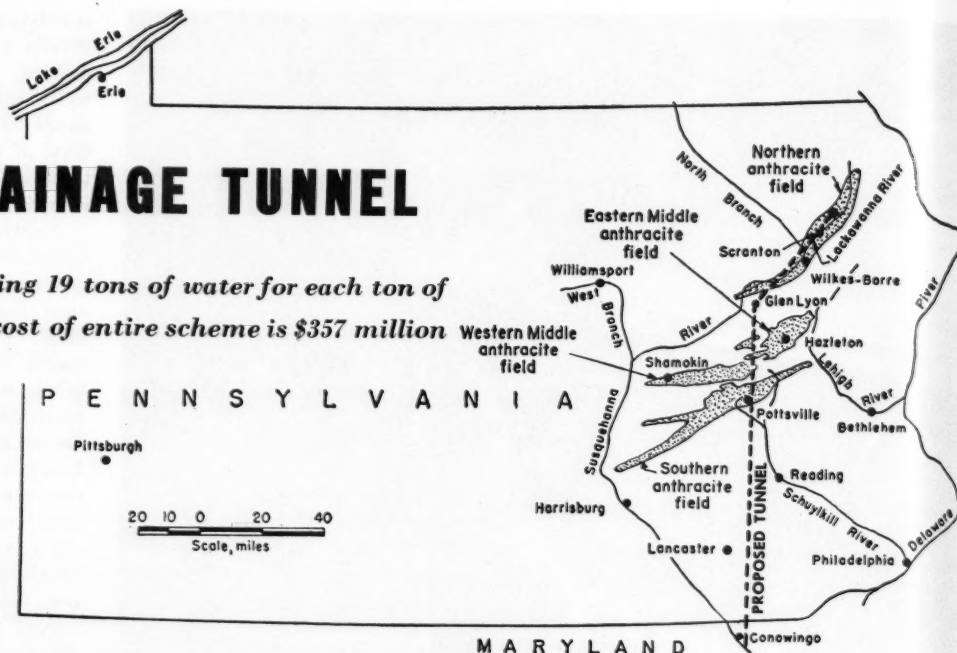 Lake Erie
Erie
AINAGE TUNNEL
ing 19 tons of water for each ton of
cost of entire scheme is $357 million
Northern
anthracite
field
North
Branch
Lackawanna River
Eastern Middle
anthracite
field
Scranton
Wilkes-Barre
Williamsport
West
Branch
Glen Lyon
River
River
Western Middle
anthracite
field
Hazleton
Shamokin
Lehigh
River
PENNSYLVANIA
Pottsville
Bethlehem
Pittsburgh
Susquehanna
Southern
anthracite
field
Reading
Schuylkill River
Harrisburg
20 10 0 20 40
Scale, miles
Lancaster
PROPOSED TUNNEL
Delaware
Philadelphia
MARYLAND
Conowingo